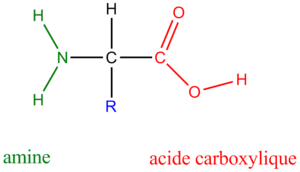 H H O
N C C
H R O H
amine acide carboxylique